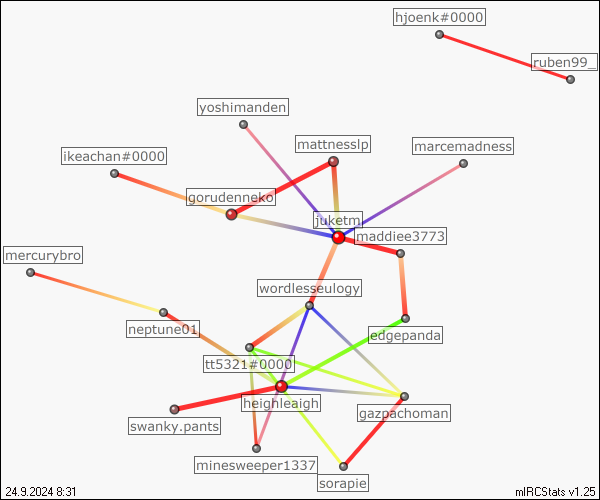 hjoenk#0000
ruben99_
yoshimanden
mattnesslp
marcemadness
ikeachan#0000
gorudenneko
jtketm
maddiee3773
mercurybro
wordlesseulogy
neptune01
edgepanda
tt5321#0000
heighleaigh
gazpachoman
swanky.pants
minesweeper1337
sorapie
24.9.2024 8:31
mIRCStats v1.25